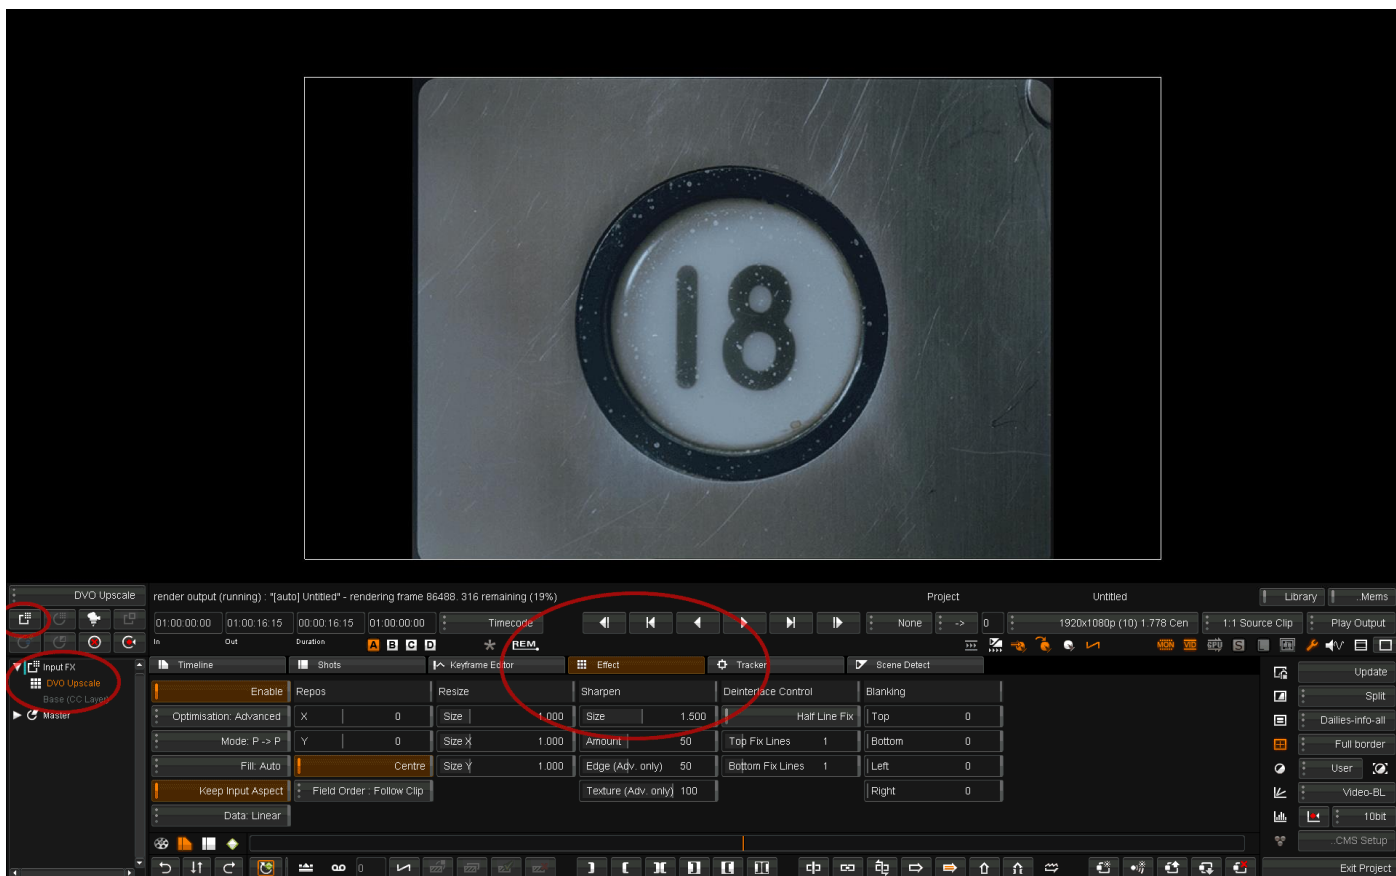 18
DVO Upscale
render output (running) : "[auto] Untitled" - rendering frame 86488. 316 remaining (19%)
Project
Untitled
Library
..Mems
01:00:00:00
01:00:16:15
00:00:16:15
01:00:00:00
Timecode
None
->
0
1920x1080p (10) 1.778 Cen
1:1 Source Clip
Play Output
In
Out
Duration
A B C D
REM
MON
VID
GPU
S
Input FX
DVO Upscale
Base (CC Layer)
Master
Timeline
Shots
Keyframe Editor
Effect
Tracker
Scene Detect
Enable
Repos
Resize
Sharpen
Deinterlace Control
Blanking
Optimisation: Advanced
X 0
Size 1.000
Size 1.500
Half Line Fix
Top 0
Mode: P -> P
Y 0
Size X 1.000
Amount 50
Top Fix Lines 1
Bottom 0
Fill: Auto
Centre
Size Y 1.000
Edge (Adv. only) 50
Bottom Fix Lines 1
Left 0
Keep Input Aspect
Field Order : Follow Clip
Texture (Adv. only) 100
Right 0
Data: Linear
Update
Split
Dailies-info-all
Full border
User
Video-BL
10bit
..CMS Setup
0
Exit Project